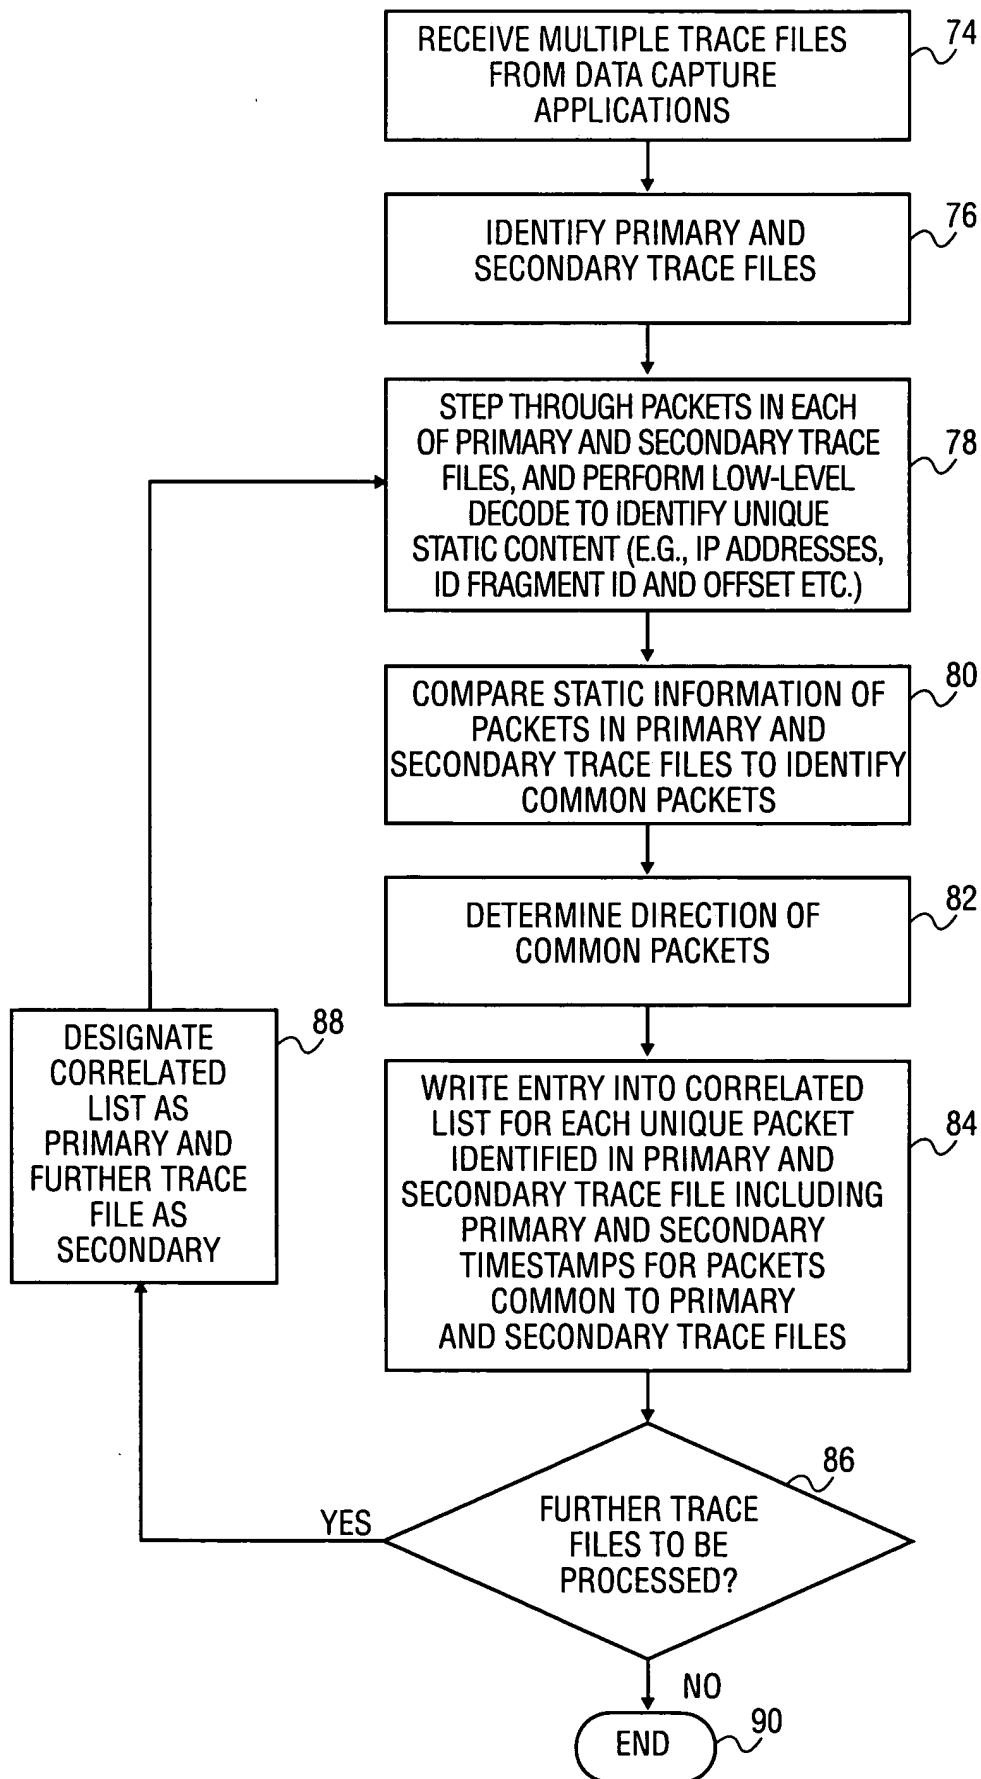 RECEIVE MULTIPLE TRACE FILES
FROM DATA CAPTURE
APPLICATIONS
74
IDENTIFY PRIMARY AND
SECONDARY TRACE FILES
76
STEP THROUGH PACKETS IN EACH
OF PRIMARY AND SECONDARY TRACE
FILES, AND PERFORM LOW-LEVEL
DECODE TO IDENTIFY UNIQUE
STATIC CONTENT (E.G., IP ADDRESSES,
ID FRAGMENT ID AND OFFSET ETC.)
78
COMPARE STATIC INFORMATION OF
PACKETS IN PRIMARY AND
SECONDARY TRACE FILES TO IDENTIFY
COMMON PACKETS
80
DETERMINE DIRECTION OF
COMMON PACKETS
82
DESIGNATE
CORRELATED
LIST AS
PRIMARY AND
FURTHER TRACE
FILE AS
SECONDARY
88
WRITE ENTRY INTO CORRELATED
LIST FOR EACH UNIQUE PACKET
IDENTIFIED IN PRIMARY AND
SECONDARY TRACE FILE INCLUDING
PRIMARY AND SECONDARY
TIMESTAMPS FOR PACKETS
COMMON TO PRIMARY
AND SECONDARY TRACE FILES
84
FURTHER TRACE
FILES TO BE
PROCESSED?
86
YES
NO
END
90